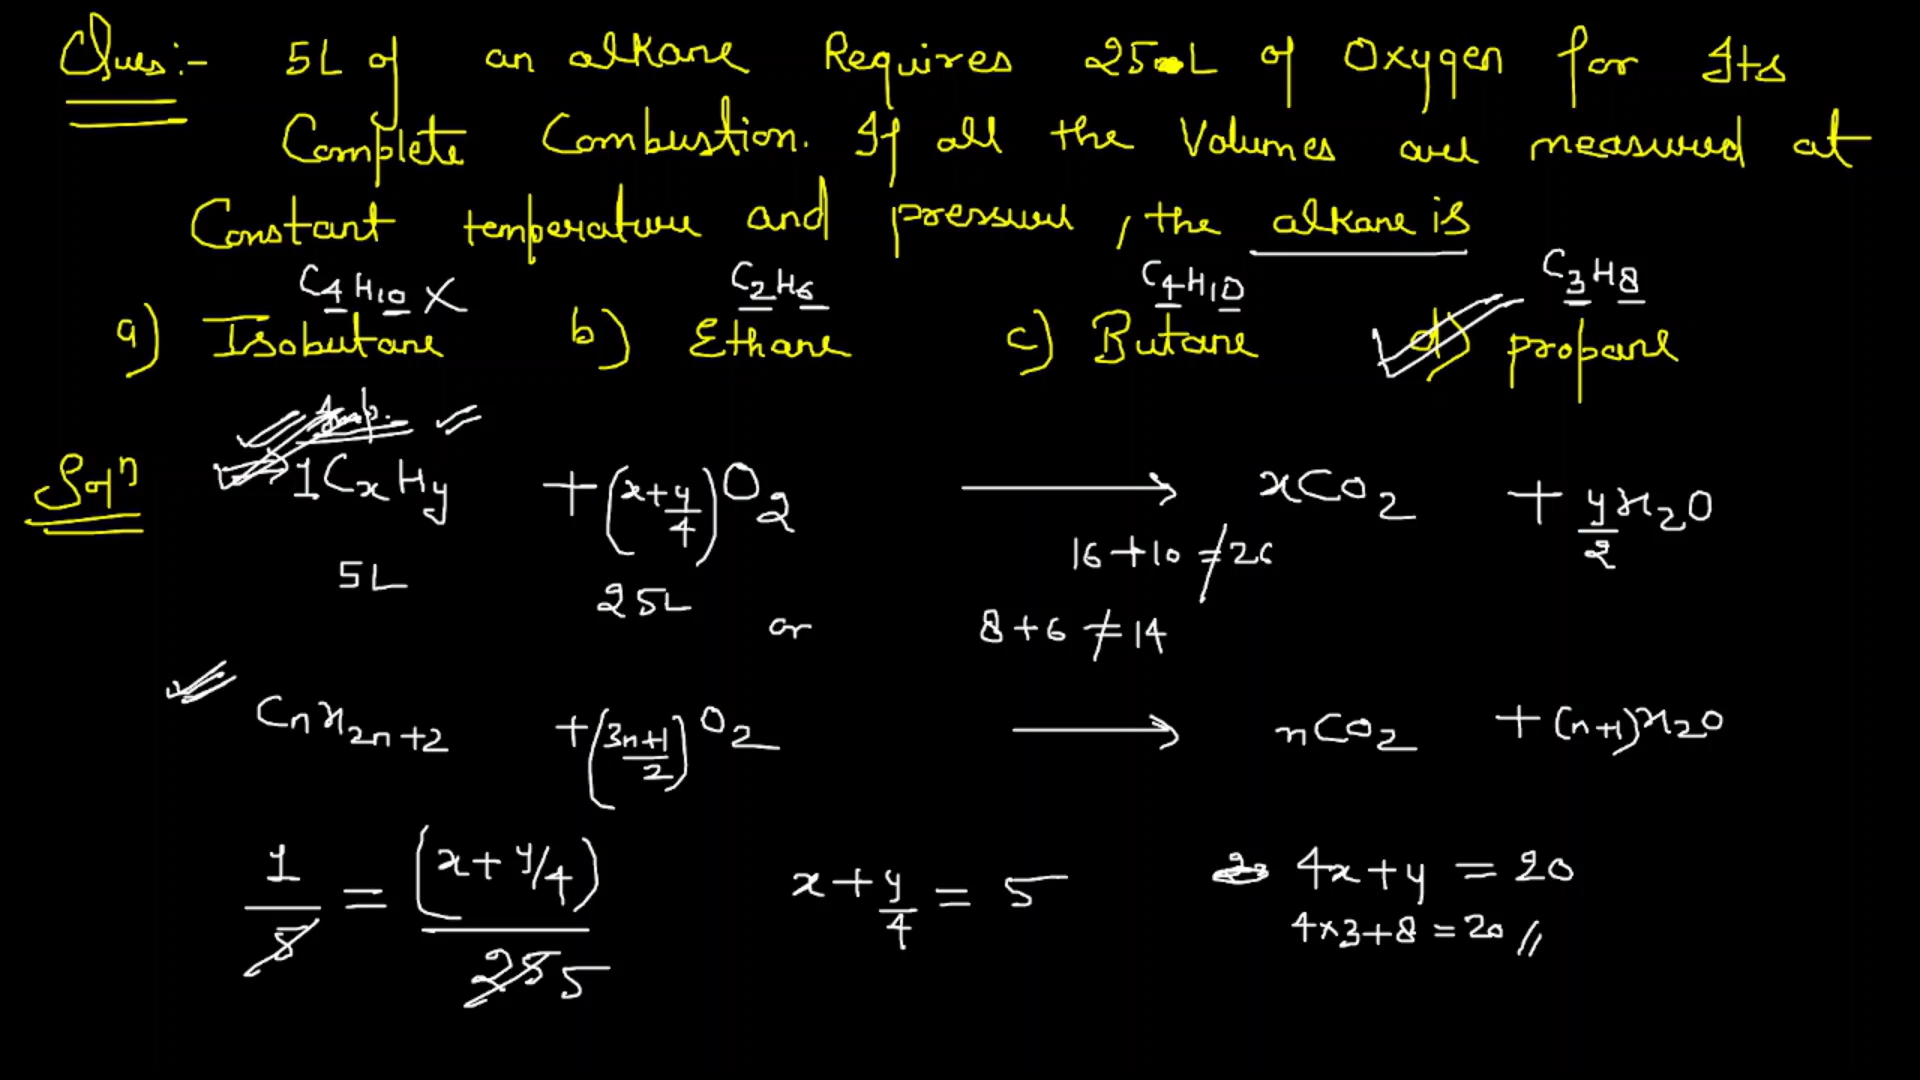 Ques:- 5L of an alkane Requires 25L of Oxygen for Its
Complete Combustion. If all the Volumes are measured at
Constant temperature and pressure, the alkane is
C4H10 X C2H6 C4H10 C3H8
a) Isobutane b) Ethane c) Butane d) propane
Solⁿ 1CxHy + (x+y/4)O2 → xCO2 + y/2 H2O
16+10≠26
5L 25L
or 8+6≠14
CnH2n+2 + (3n+1/2)O2 → nCO2 + (n+1)H2O
1/5 = (x+y/4)/25 5 x+y/4 = 5 4x+y = 20
4×3+8 = 20 //